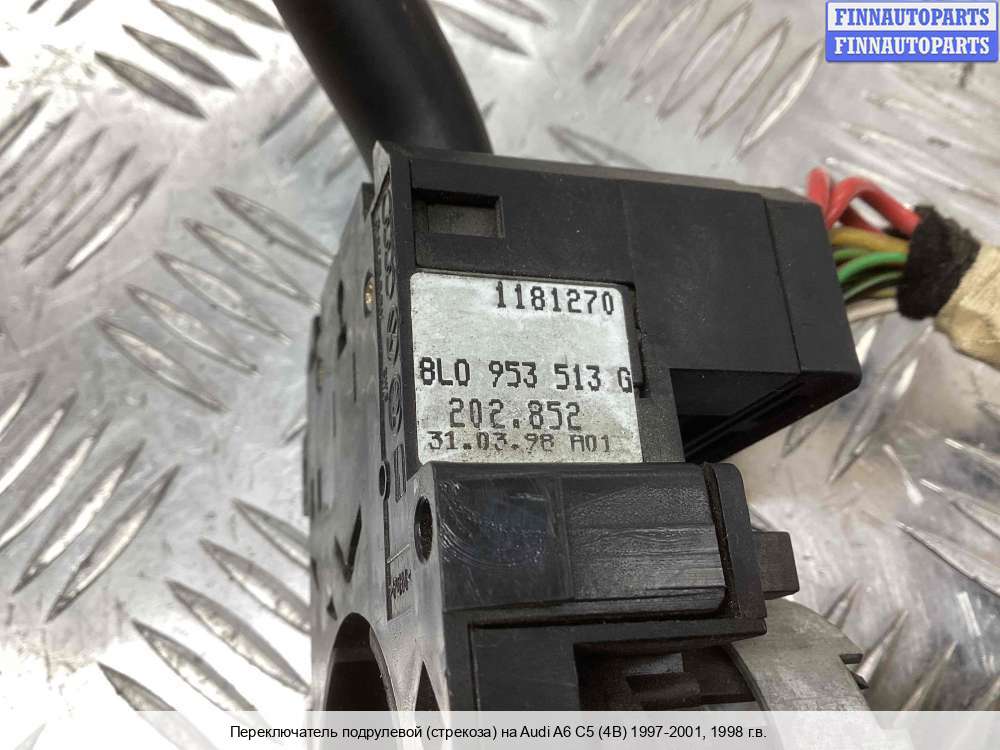 FINNAUTOPARTS
FINNAUTOPARTS
1181270
8L0 953 513 G
202.852
31.03.98 A01
Переключатель подрулевой (стрекоза) на Audi A6 C5 (4B) 1997-2001, 1998 г.в.